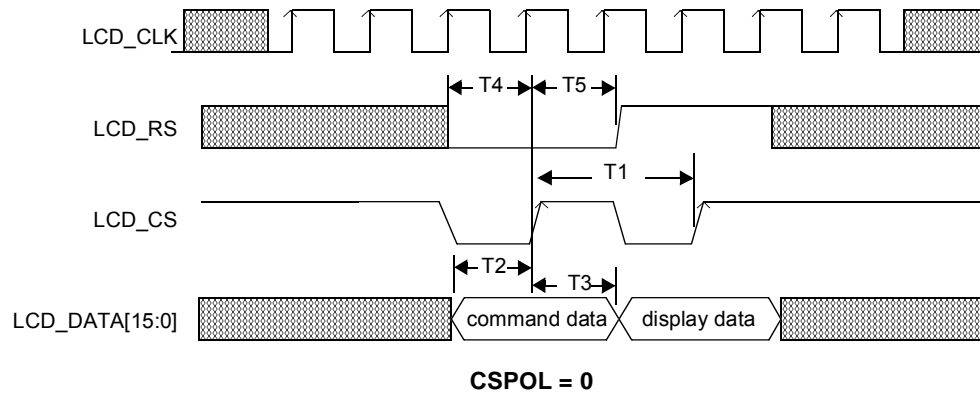 LCD_CLK
T4
T5
LCD_RS
T1
LCD_CS
T2
T3
LCD_DATA[15:0]
command data
display data
CSPOL = 0